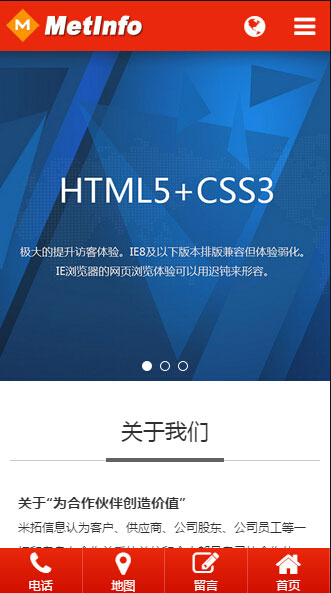 MetInfo
HTML5+CSS3
极大的提升访客体验。IE8及以下版本排版兼容但体验弱化。
IE浏览器的网页浏览体验可以用迟钝来形容。
关于我们
关于“为合作伙伴创造价值”
米拓信息认为客户、供应商、公司股东、公司员工等一
电话
地图
留言
首页